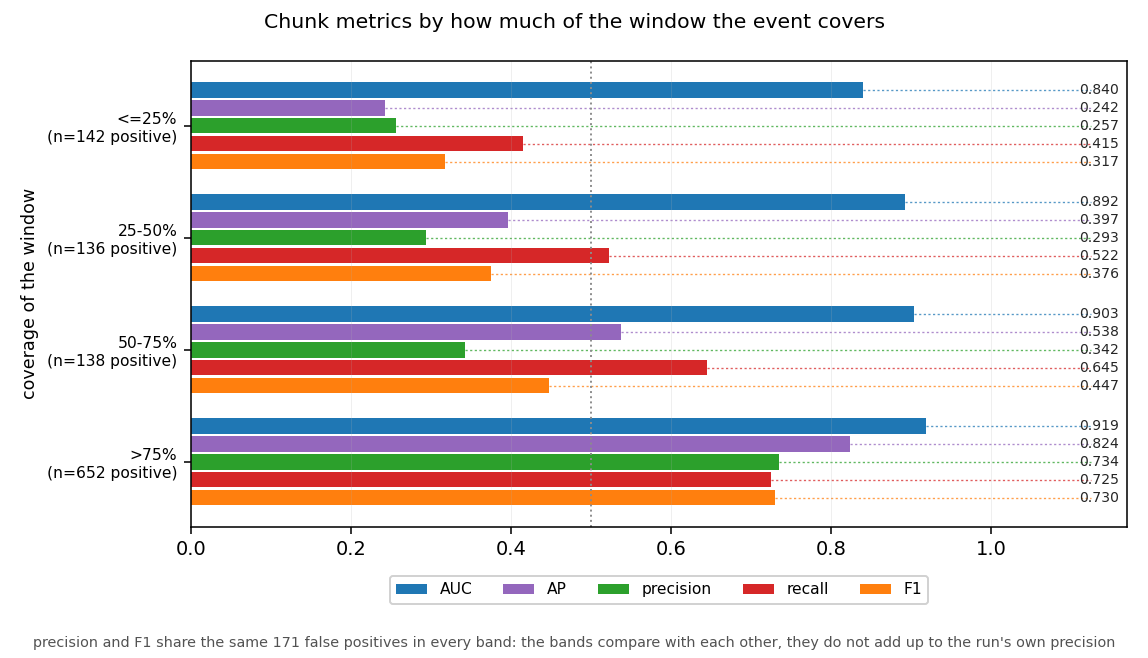 Chunk metrics by how much of the window the event covers
coverage of the window
<=25%
(n=142 positive)
0.840
0.242
0.257
0.415
0.317
25-50%
(n=136 positive)
0.892
0.397
0.293
0.522
0.376
50-75%
(n=138 positive)
0.903
0.538
0.342
0.645
0.447
>75%
(n=652 positive)
0.919
0.824
0.734
0.725
0.730
0.0 0.2 0.4 0.6 0.8 1.0
AUC AP precision recall F1
precision and F1 share the same 171 false positives in every band: the bands compare with each other, they do not add up to the run's own precision